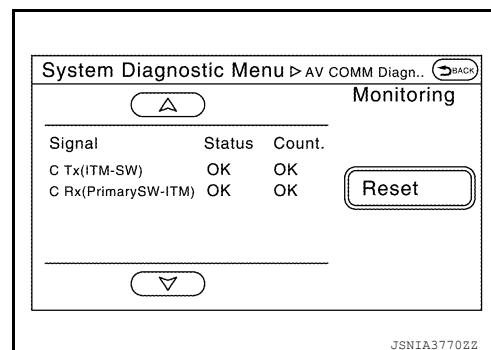 System Diagnostic Menu ▷ AV COMM Diagn.. BACK
Monitoring
Signal Status Count.
C Tx(ITM-SW) OK OK
C Rx(PrimarySW-ITM) OK OK
Reset
JSNIA3770ZZ